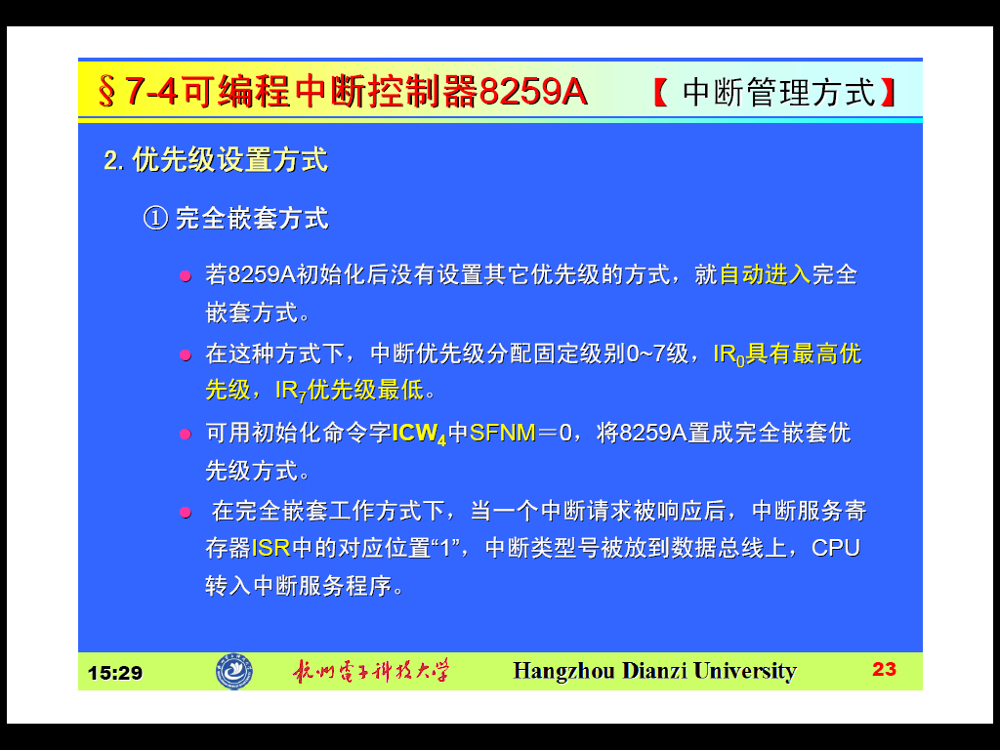 §7-4可编程中断控制器8259A 【 中断管理方式】
2. 优先级设置方式
① 完全嵌套方式
● 若8259A初始化后没有设置其它优先级的方式，就自动进入完全
嵌套方式。
● 在这种方式下，中断优先级分配固定级别0~7级，IR0具有最高优
先级，IR7优先级最低。
● 可用初始化命令字ICW4中SFNM＝0，将8259A置成完全嵌套优
先级方式。
● 在完全嵌套工作方式下，当一个中断请求被响应后，中断服务寄
存器ISR中的对应位置“1”，中断类型号被放到数据总线上，CPU
转入中断服务程序。
15:29 杭州电子科技大学 Hangzhou Dianzi University 23